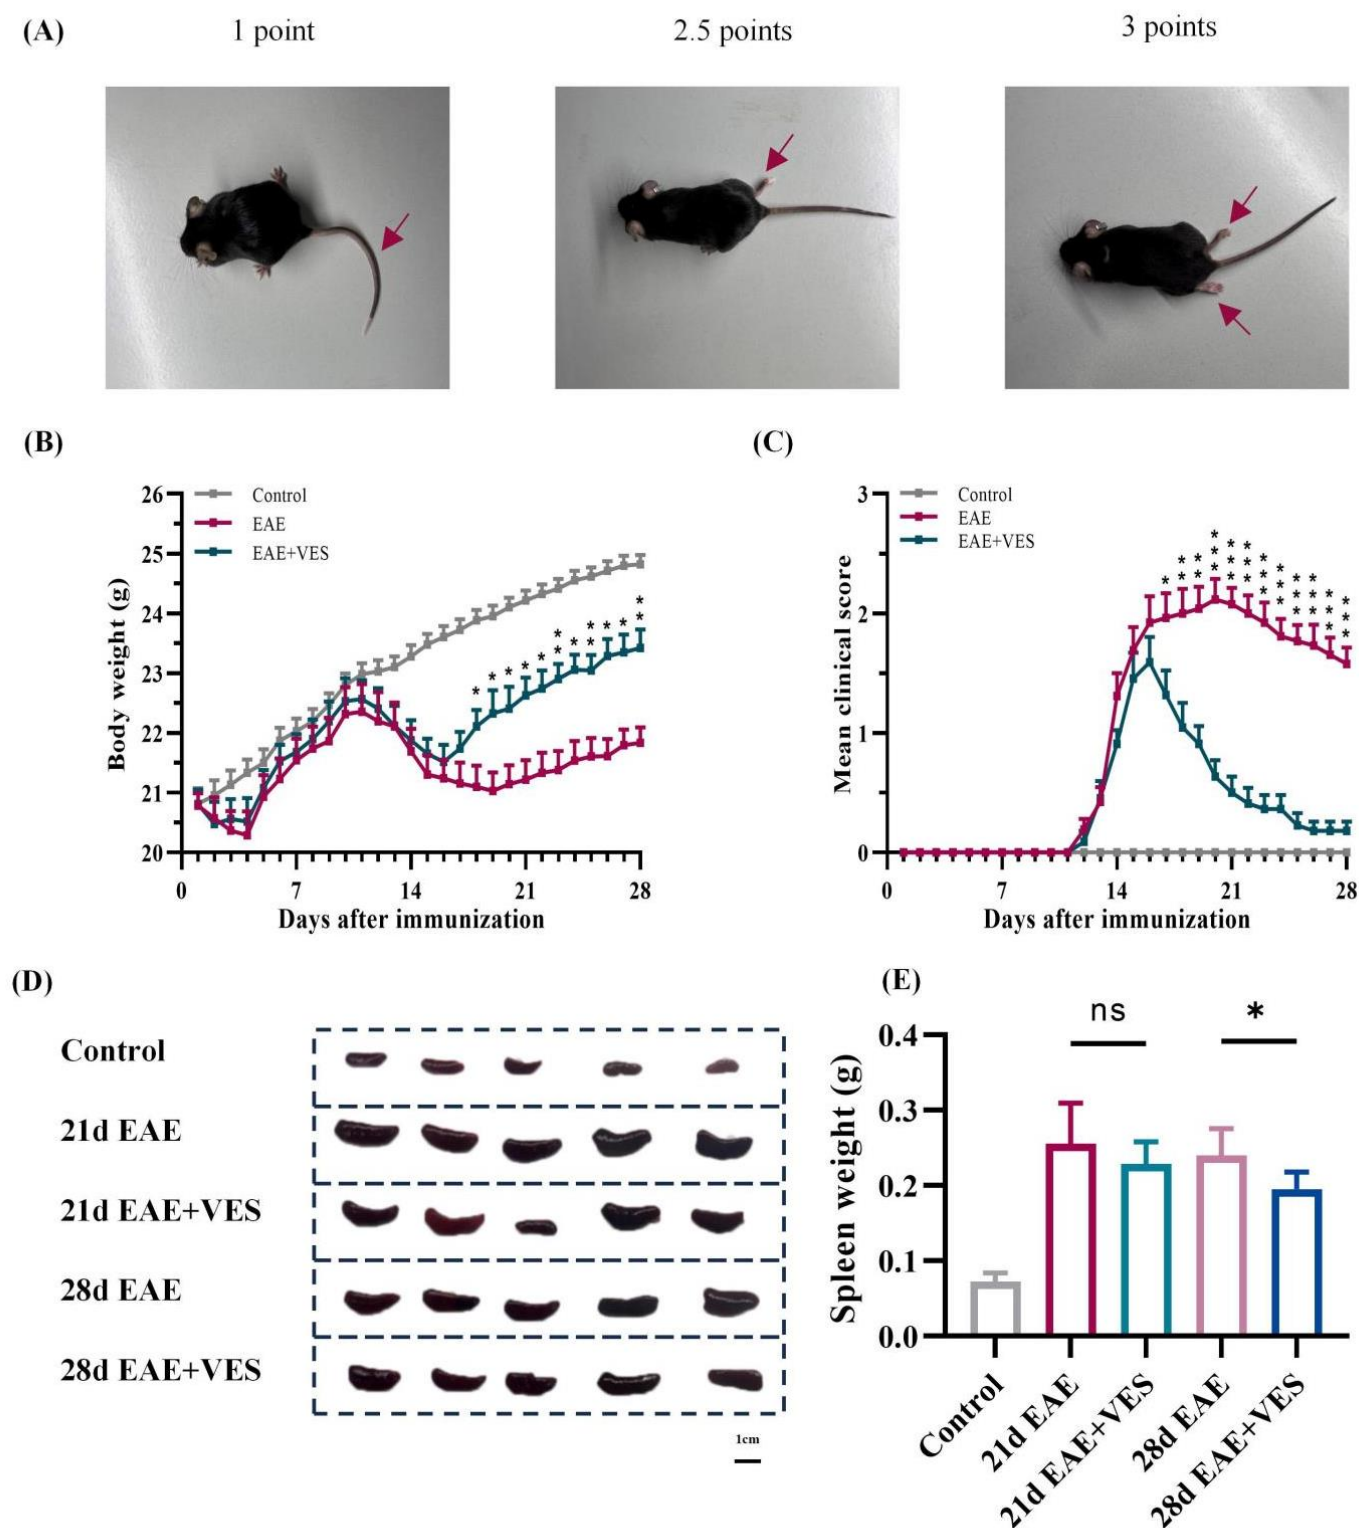 (A)
1 point
2.5 points
3 points
(B)
26
25
24
23
22
21
20
Body weight (g)
Control
EAE
EAE+VES
* * * * * * * * * * * * * *
0 7 14 21 28
Days after immunization
(C)
3
2
1
0
Mean clinical score
Control
EAE
EAE+VES
0 7 14 21 28
Days after immunization
(D)
Control
21d EAE
21d EAE+VES
28d EAE
28d EAE+VES
1cm
(E)
ns
*
0.4
0.3
0.2
0.1
0.0
Spleen weight (g)
Control
21d EAE
21d EAE+VES
28d EAE
28d EAE+VES